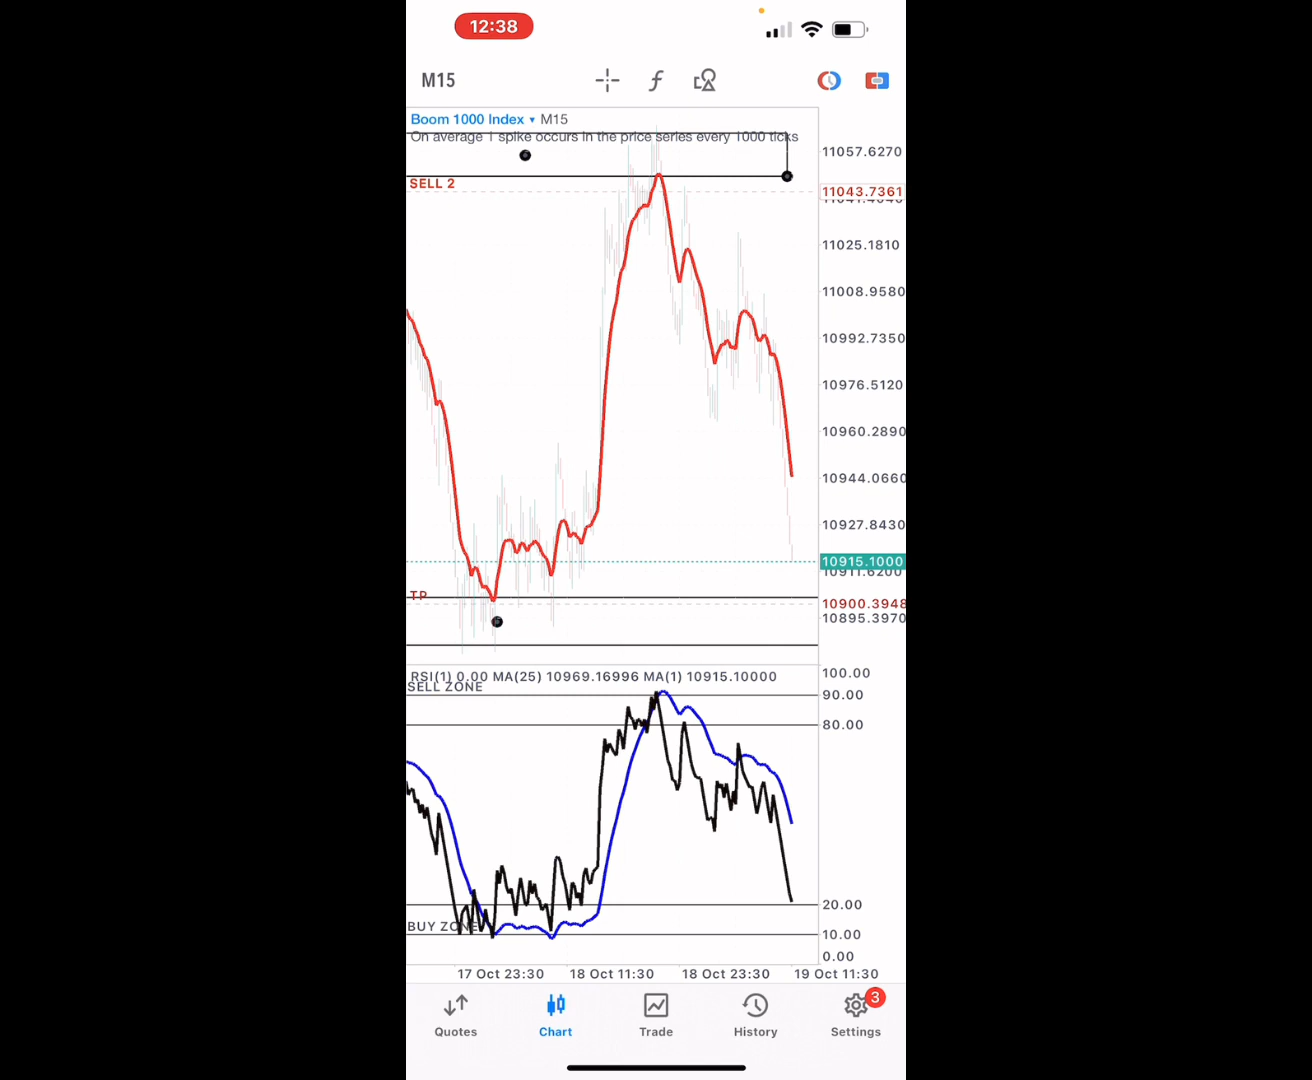 12:38
M15
Boom 1000 Index ▾ M15
On average 1 spike occurs in the price series every 1000 ticks
11057.6270
SELL 2
11043.7361
11025.1810
11008.9580
10992.7350
10976.5120
10960.2890
10944.0660
10927.8430
10915.1000
10911.6200
TP
10900.3948
10895.3970
RSI(1) 0.00 MA(25) 10969.16996 MA(1) 10915.10000
100.00
SELL ZONE
90.00
80.00
20.00
BUY ZONE
10.00
0.00
17 Oct 23:30
18 Oct 11:30
18 Oct 23:30
19 Oct 11:30
3
Quotes
Chart
Trade
History
Settings